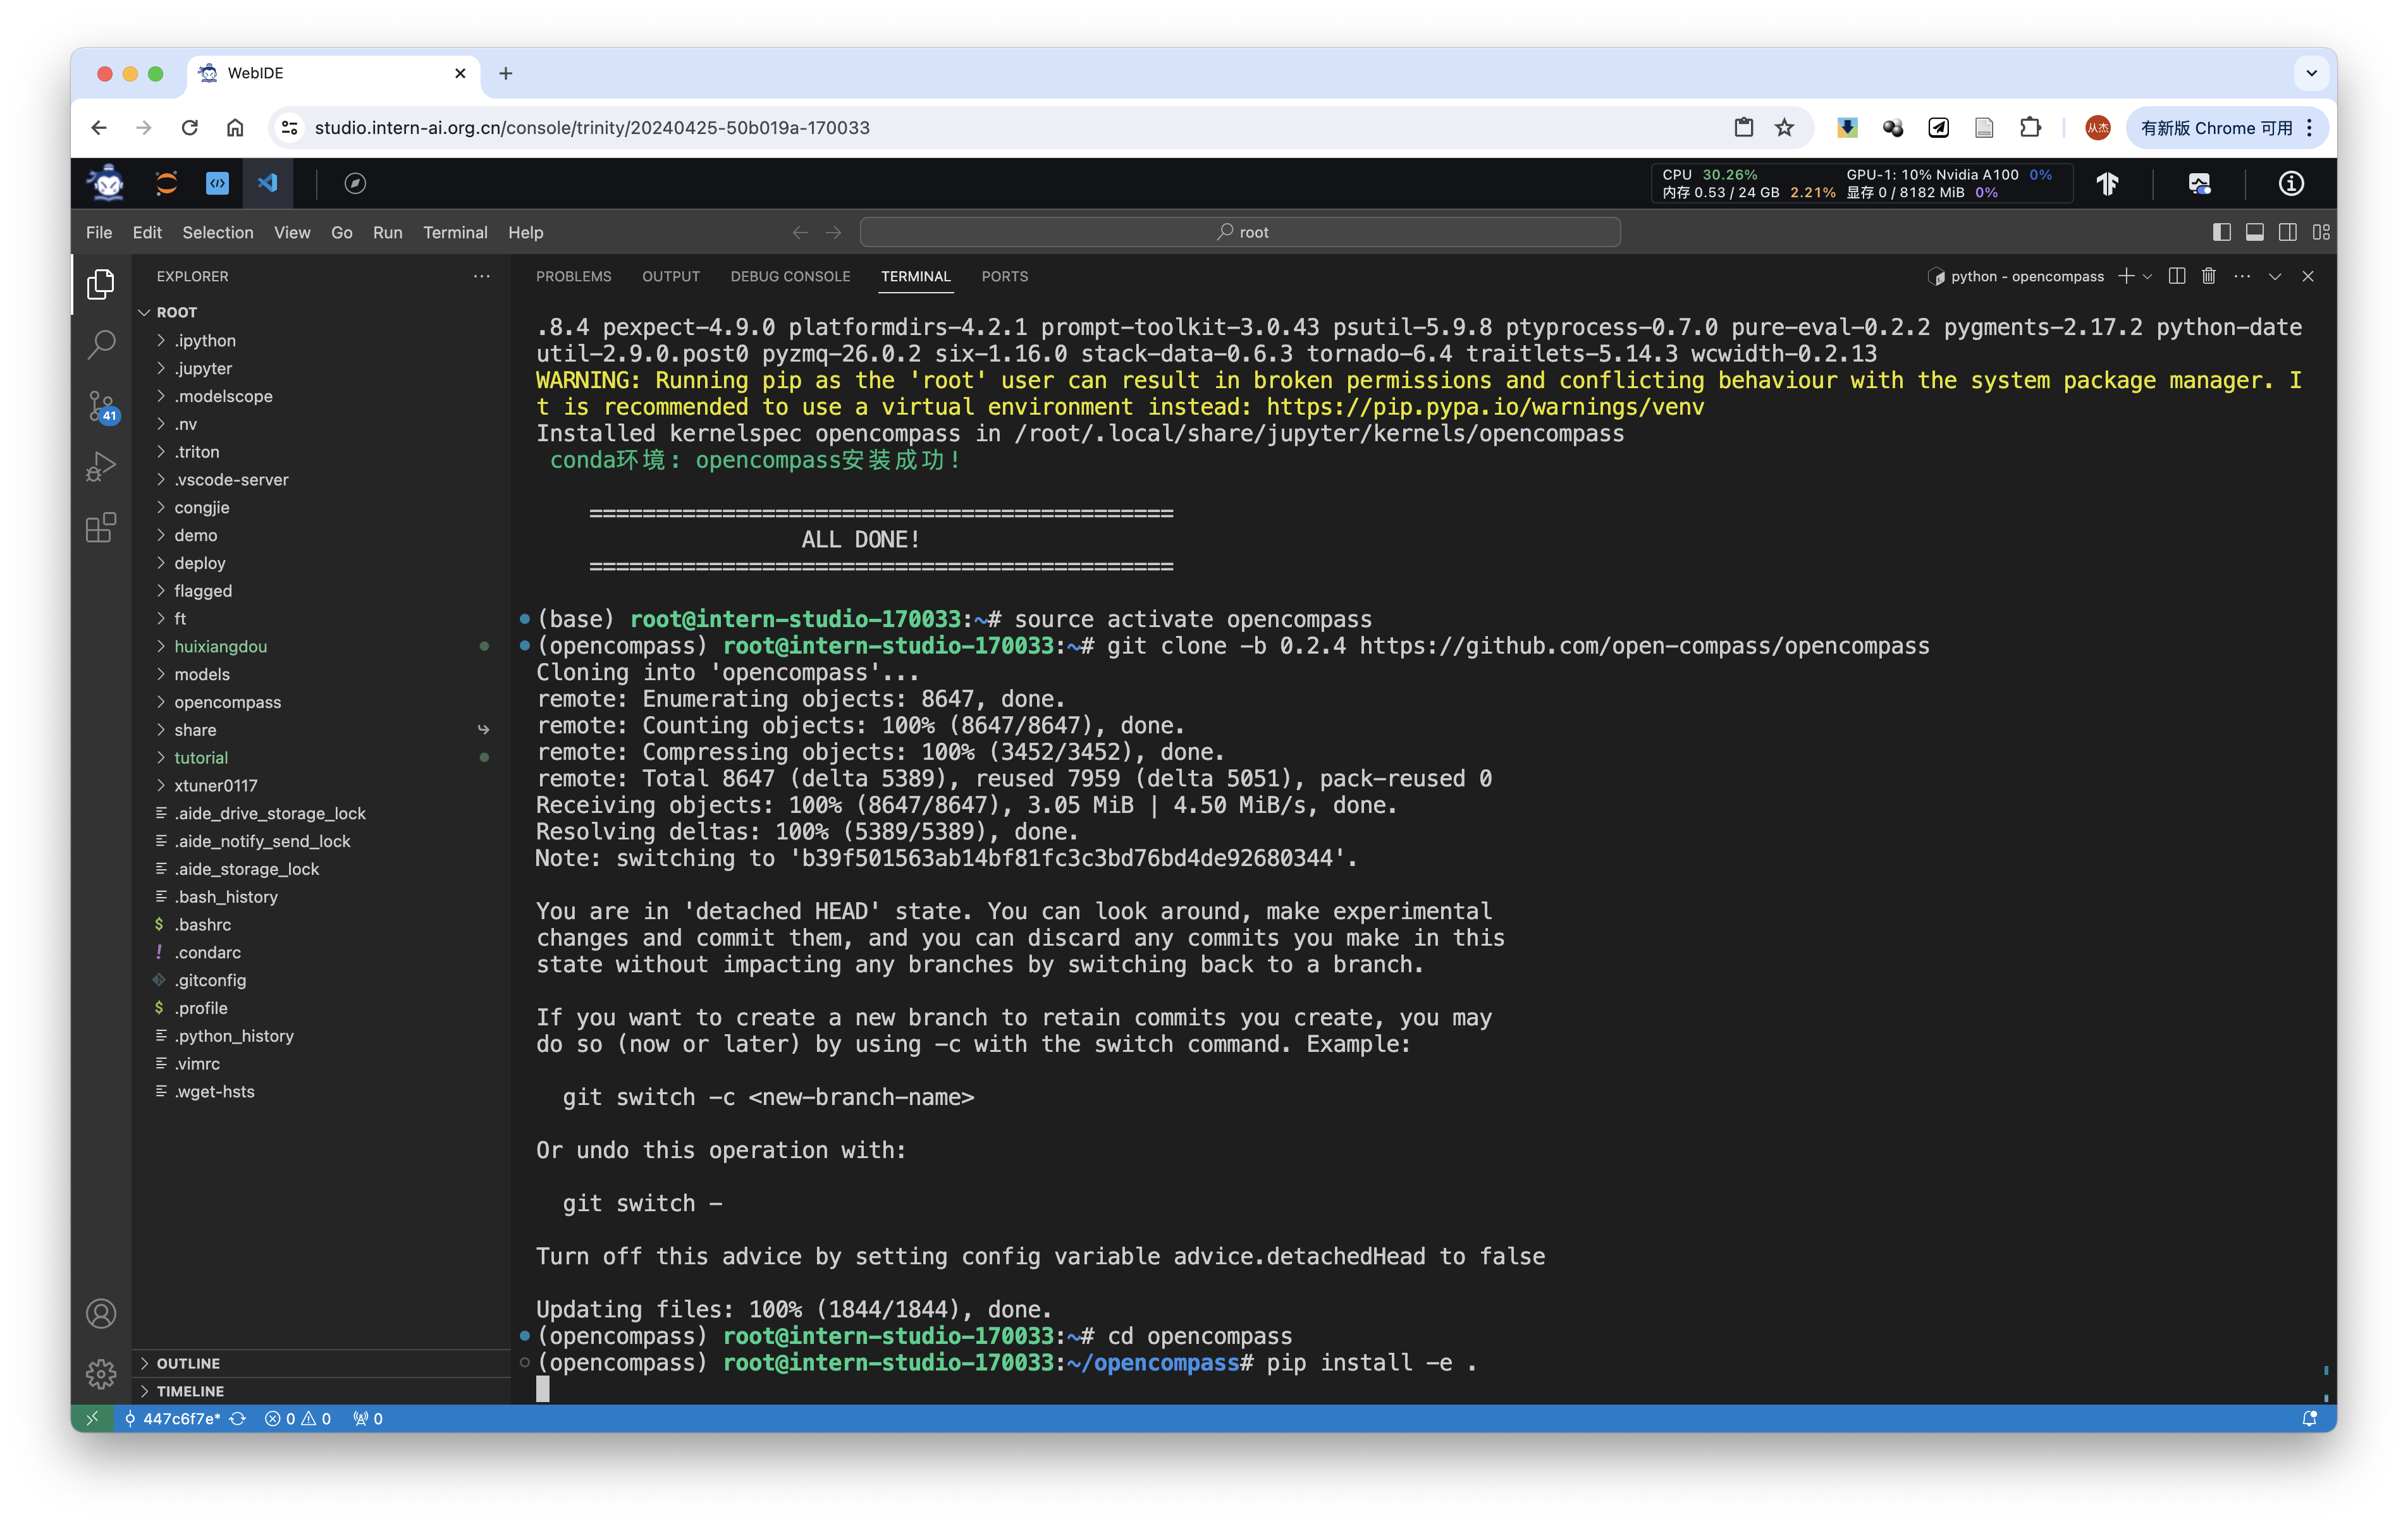 WebIDE
studio.intern-ai.org.cn/console/trinity/20240425-50b019a-170033
从杰
有新版 Chrome 可用
CPU 30.26% GPU-1: 10% Nvidia A100 0%
内存 0.53 / 24 GB 2.21% 显存 0 / 8182 MiB 0%
File Edit Selection View Go Run Terminal Help
root
EXPLORER
ROOT
.ipython
.jupyter
.modelscope
.nv
.triton
.vscode-server
congjie
demo
deploy
flagged
ft
huixiangdou
models
opencompass
share
tutorial
xtuner0117
.aide_drive_storage_lock
.aide_notify_send_lock
.aide_storage_lock
.bash_history
.bashrc
.condarc
.gitconfig
.profile
.python_history
.vimrc
.wget-hsts
OUTLINE
TIMELINE
41
PROBLEMS OUTPUT DEBUG CONSOLE TERMINAL PORTS
python - opencompass
.8.4 pexpect-4.9.0 platformdirs-4.2.1 prompt-toolkit-3.0.43 psutil-5.9.8 ptyprocess-0.7.0 pure-eval-0.2.2 pygments-2.17.2 python-date
util-2.9.0.post0 pyzmq-26.0.2 six-1.16.0 stack-data-0.6.3 tornado-6.4 traitlets-5.14.3 wcwidth-0.2.13
WARNING: Running pip as the 'root' user can result in broken permissions and conflicting behaviour with the system package manager. I
t is recommended to use a virtual environment instead: https://pip.pypa.io/warnings/venv
Installed kernelspec opencompass in /root/.local/share/jupyter/kernels/opencompass
conda环境: opencompass安装成功!
============================================
ALL DONE!
============================================
(base) root@intern-studio-170033:~# source activate opencompass
(opencompass) root@intern-studio-170033:~# git clone -b 0.2.4 https://github.com/open-compass/opencompass
Cloning into 'opencompass'...
remote: Enumerating objects: 8647, done.
remote: Counting objects: 100% (8647/8647), done.
remote: Compressing objects: 100% (3452/3452), done.
remote: Total 8647 (delta 5389), reused 7959 (delta 5051), pack-reused 0
Receiving objects: 100% (8647/8647), 3.05 MiB | 4.50 MiB/s, done.
Resolving deltas: 100% (5389/5389), done.
Note: switching to 'b39f501563ab14bf81fc3c3bd76bd4de92680344'.
You are in 'detached HEAD' state. You can look around, make experimental
changes and commit them, and you can discard any commits you make in this
state without impacting any branches by switching back to a branch.
If you want to create a new branch to retain commits you create, you may
do so (now or later) by using -c with the switch command. Example:
git switch -c <new-branch-name>
Or undo this operation with:
git switch -
Turn off this advice by setting config variable advice.detachedHead to false
Updating files: 100% (1844/1844), done.
(opencompass) root@intern-studio-170033:~# cd opencompass
(opencompass) root@intern-studio-170033:~/opencompass# pip install -e .
447c6f7e* 0 0 0